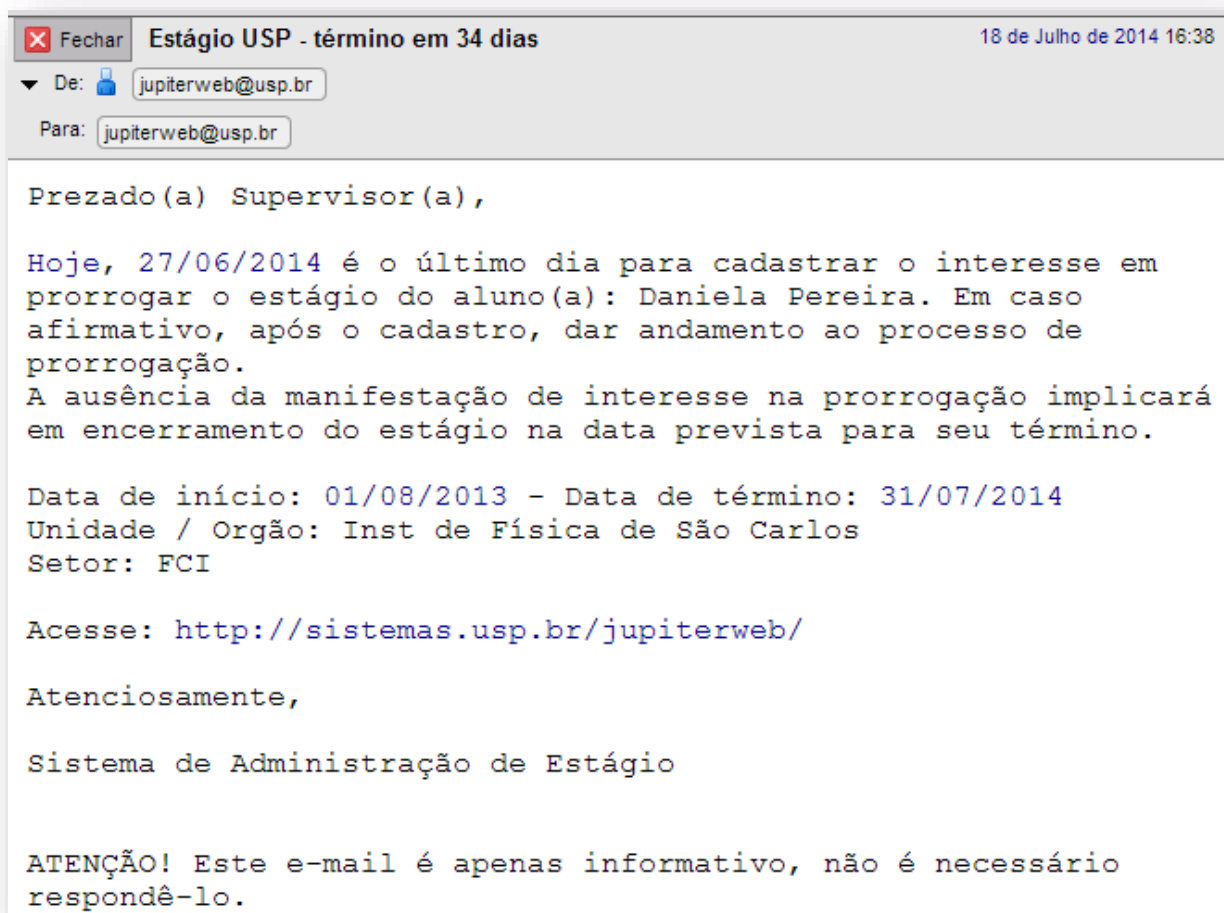 Fechar Estágio USP - término em 34 dias 18 de Julho de 2014 16:38
De: jupiterweb@usp.br
Para: jupiterweb@usp.br
Prezado(a) Supervisor(a),
Hoje, 27/06/2014 é o último dia para cadastrar o interesse em
prorrogar o estágio do aluno(a): Daniela Pereira. Em caso
afirmativo, após o cadastro, dar andamento ao processo de
prorrogação.
A ausência da manifestação de interesse na prorrogação implicará
em encerramento do estágio na data prevista para seu término.
Data de início: 01/08/2013 - Data de término: 31/07/2014
Unidade / Orgão: Inst de Física de São Carlos
Setor: FCI
Acesse: http://sistemas.usp.br/jupiterweb/
Atenciosamente,
Sistema de Administração de Estágio
ATENÇÃO! Este e-mail é apenas informativo, não é necessário
respondê-lo.